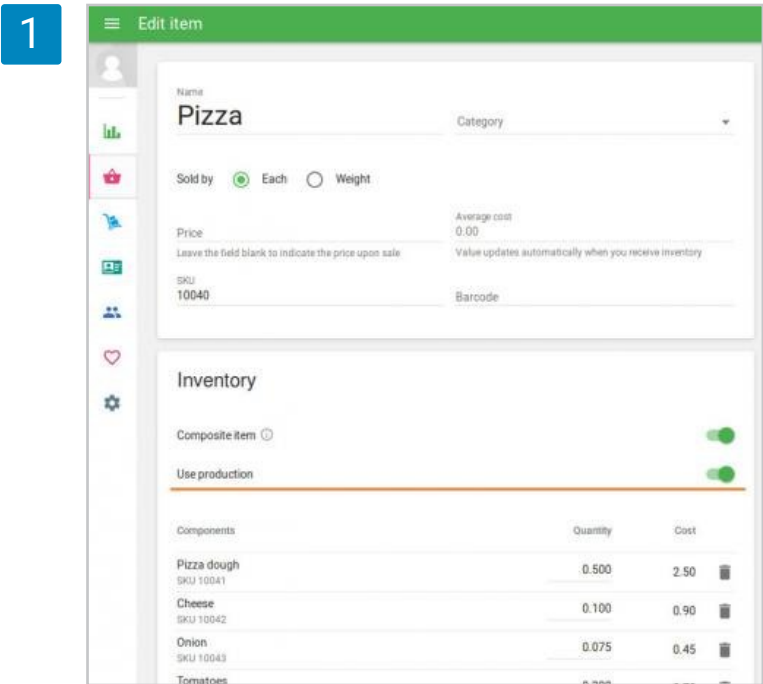 1
Edit item
Name
Pizza
Category
Sold by Each Weight
Average cost
Price 0.00
Leave the field blank to indicate the price upon sale Value updates automatically when you receive inventory
SKU
10040
Barcode
Inventory
Composite item
Use production
Components Quantity Cost
Pizza dough 0.500 2.50
SKU 10041
Cheese 0.100 0.90
SKU 10042
Onion 0.075 0.45
SKU 10043
Tomatoes